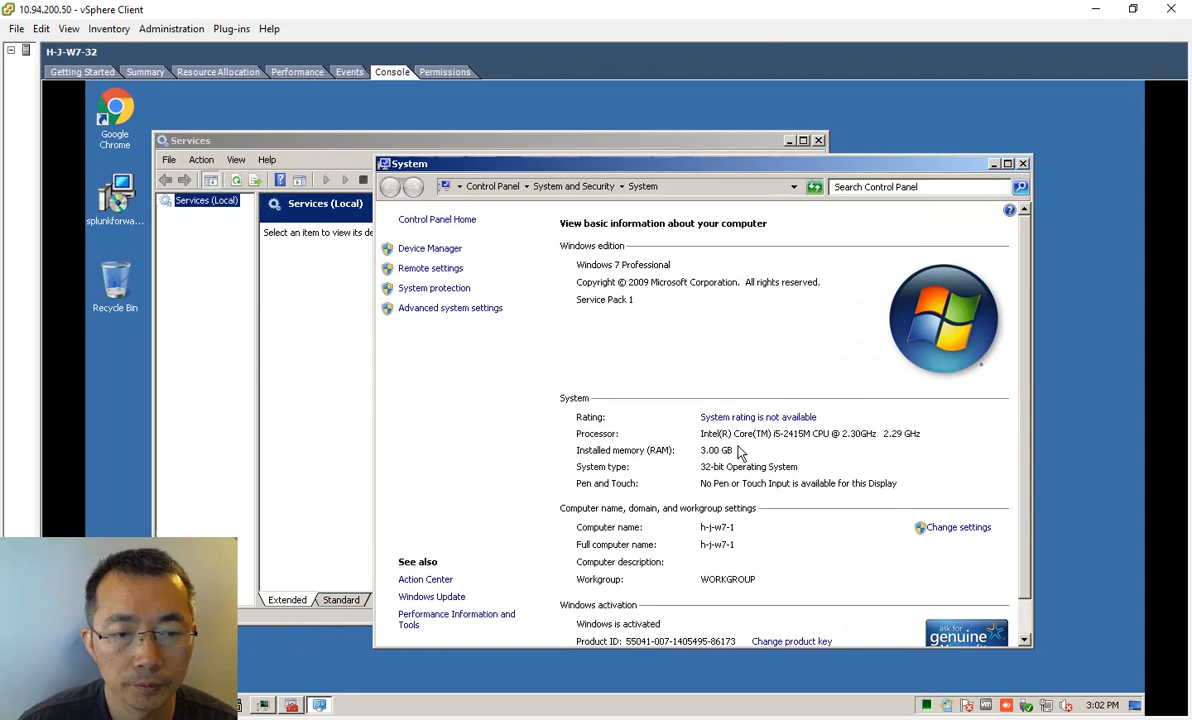 10.94.200.50 - vSphere Client
File Edit View Inventory Administration Plug-ins Help
H-J-W7-32
Getting Started Summary Resource Allocation Performance Events Console Permissions
Google Chrome
splunkforwa...
Recycle Bin
Services
File Action View Help
Services (Local)
Services (Local)
Select an item to view its de
Extended Standard
System
Control Panel System and Security System
Search Control Panel
Control Panel Home
Device Manager
Remote settings
System protection
Advanced system settings
See also
Action Center
Windows Update
Performance Information and
Tools
View basic information about your computer
Windows edition
Windows 7 Professional
Copyright © 2009 Microsoft Corporation. All rights reserved.
Service Pack 1
System
Rating: System rating is not available
Processor: Intel(R) Core(TM) i5-2415M CPU @ 2.30GHz 2.29 GHz
Installed memory (RAM): 3.00 GB
System type: 32-bit Operating System
Pen and Touch: No Pen or Touch Input is available for this Display
Computer name, domain, and workgroup settings
Computer name: h-j-w7-1
Change settings
Full computer name: h-j-w7-1
Computer description:
Workgroup: WORKGROUP
Windows activation
Windows is activated
Product ID: 55041-007-1405495-86173 Change product key
ask for
genuine
3:02 PM